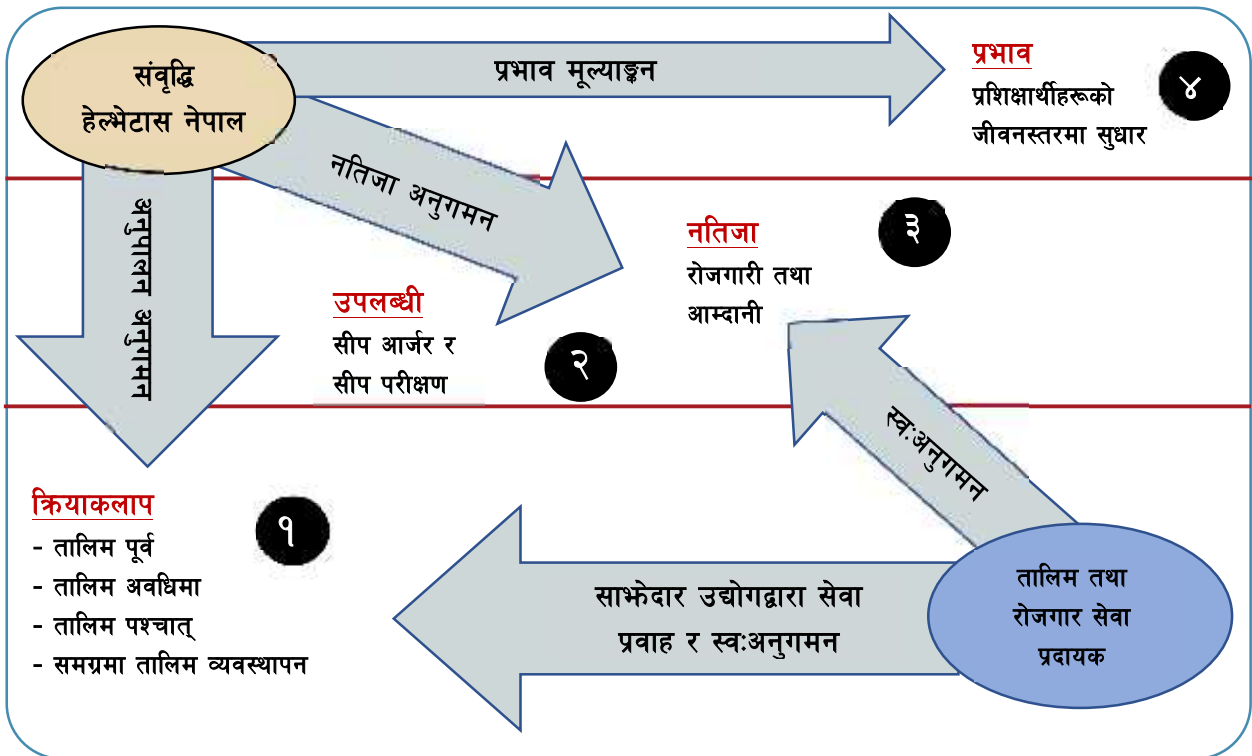 संवृद्धि
हेल्भेटास नेपाल
प्रभाव मूल्याङ्कन
प्रभाव
प्रशिक्षार्थीहरूको
जीवनस्तरमा सुधार
४
नतिजा अनुगमन
अनुपालन अनुगामन
नतिजा
रोजगारी तथा
आम्दानी
३
उपलब्धी
सीप आर्जर र
सीप परीक्षण
२
स्व:अनुगमन
क्रियाकलाप
- तालिम पूर्व
- तालिम अवधिमा
- तालिम पश्चात्
- समग्रमा तालिम व्यवस्थापन
१
साझेदार उद्योगद्वारा सेवा
प्रवाह र स्व:अनुगमन
तालिम तथा
रोजगार सेवा
प्रदायक